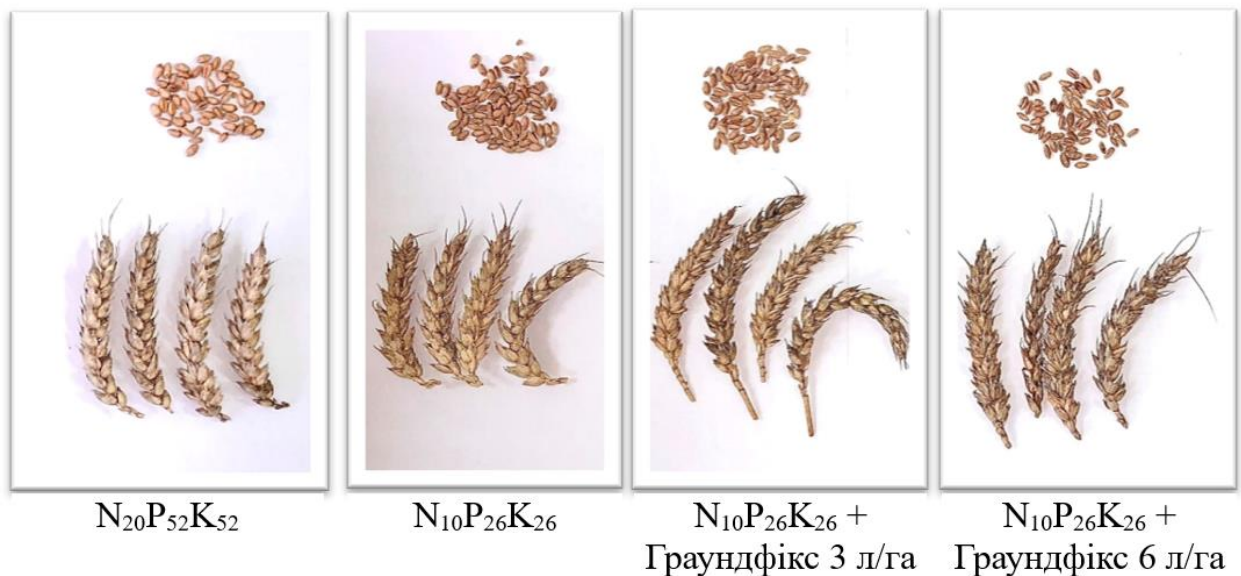 N₂₀P₅₂K₅₂
N₁₀P₂₆K₂₆
N₁₀P₂₆K₂₆ +
Граундфікс 3 л/га
N₁₀P₂₆K₂₆ +
Граундфікс 6 л/га